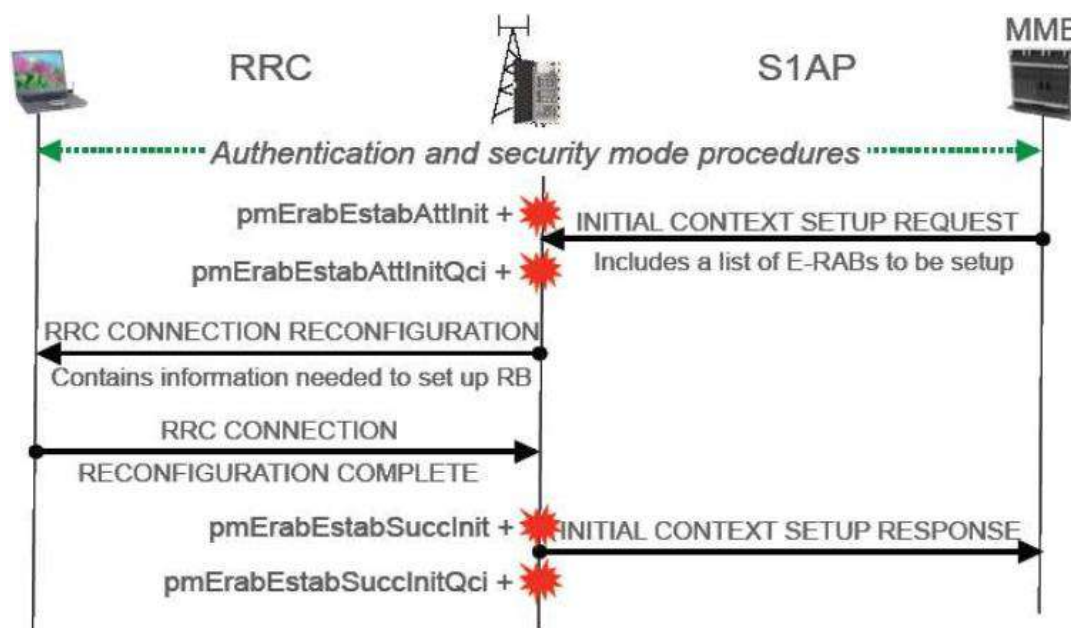 MME
RRC
S1AP
Authentication and security mode procedures
pmErabEstabAttInit +
INITIAL CONTEXT SETUP REQUEST
pmErabEstabAttInitQci +
Includes a list of E-RABs to be setup
RRC CONNECTION RECONFIGURATION
Contains information needed to set up RB
RRC CONNECTION
RECONFIGURATION COMPLETE
pmErabEstabSuccInit +
INITIAL CONTEXT SETUP RESPONSE
pmErabEstabSuccInitQci +